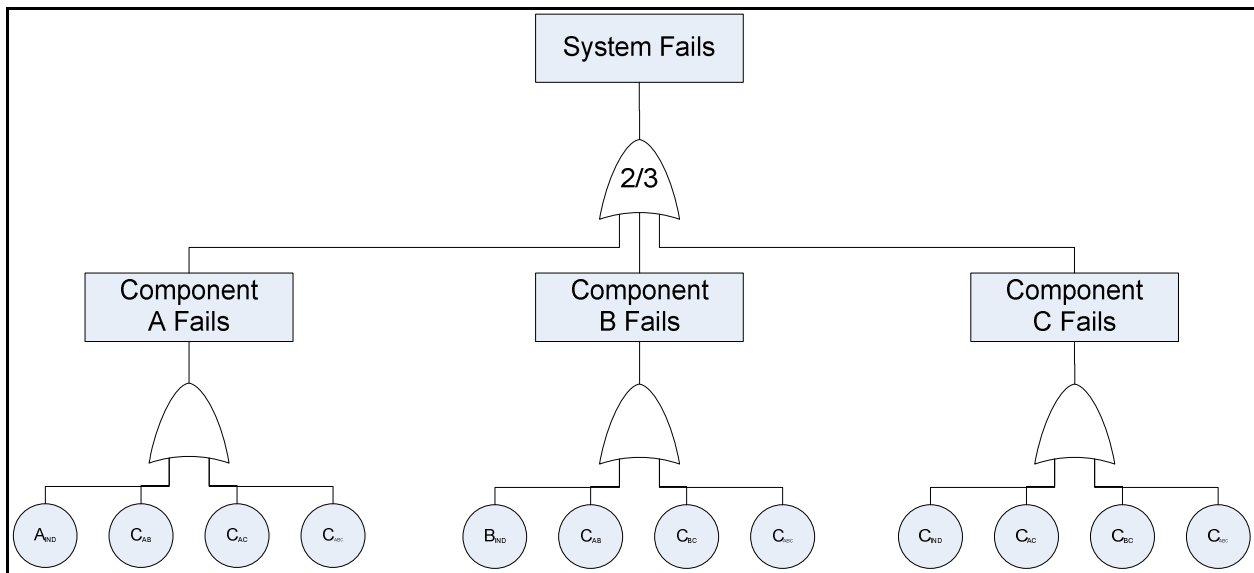 System Fails
2/3
Component
A Fails
Component
B Fails
Component
C Fails
AIND
CAB
CAC
CABC
BIND
CAB
CBC
CABC
CIND
CAC
CBC
CABC